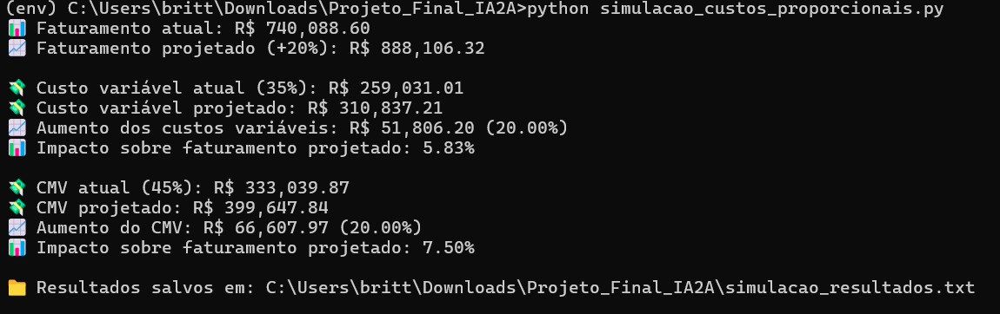 (env) C:\Users\britt\Downloads\Projeto_Final_IA2A>python simulacao_custos_proporcionais.py
📊 Faturamento atual: R$ 740,088.60
📈 Faturamento projetado (+20%): R$ 888,106.32
💸 Custo variável atual (35%): R$ 259,031.01
💸 Custo variável projetado: R$ 310,837.21
📈 Aumento dos custos variáveis: R$ 51,806.20 (20.00%)
📊 Impacto sobre faturamento projetado: 5.83%
💸 CMV atual (45%): R$ 333,039.87
💸 CMV projetado: R$ 399,647.84
📈 Aumento do CMV: R$ 66,607.97 (20.00%)
📊 Impacto sobre faturamento projetado: 7.50%
📁 Resultados salvos em: C:\Users\britt\Downloads\Projeto_Final_IA2A\simulacao_resultados.txt